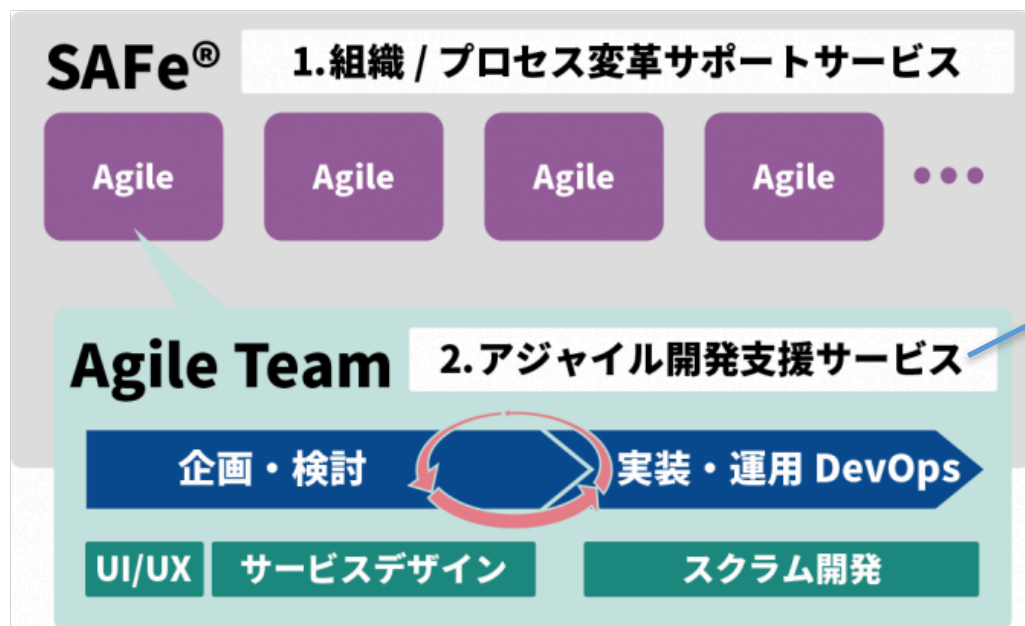 SAFe® 1.組織 / プロセス変革サポートサービス
Agile Agile Agile Agile •••
Agile Team 2.アジャイル開発支援サービス
企画・検討 実装・運用 DevOps
UI/UX サービスデザイン スクラム開発